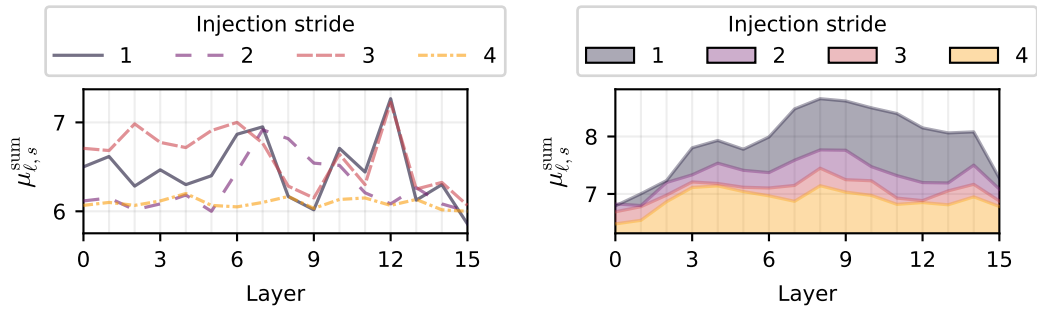 Injection stride
1 2 3 4
7
6
μ^sum_ℓ,s
0 3 6 9 12 15
Layer
Injection stride
1 2 3 4
8
7
μ^sum_ℓ,s
0 3 6 9 12 15
Layer